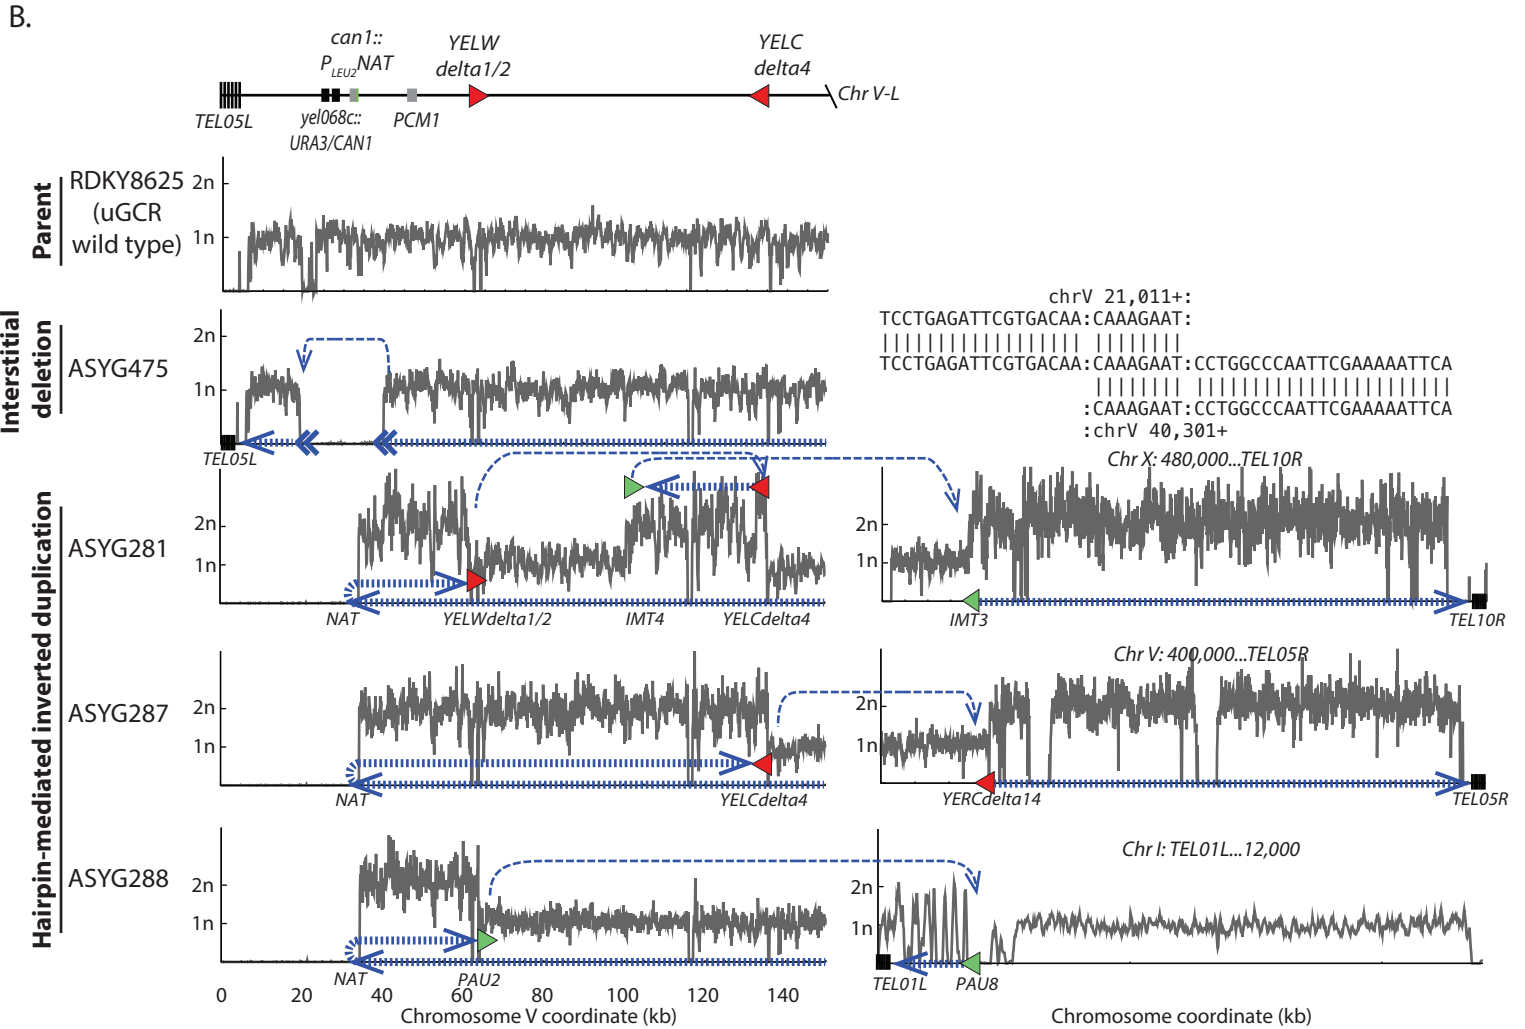 B.
can1::
PLEU2NAT
YELW
delta1/2
YELC
delta4
Chr V-L
TEL05L
yel068c::
URA3/CAN1
PCM1
Parent
RDKY8625
(uGCR
wild type)
2n
1n
Interstitial
deletion
ASYG475
2n
1n
TEL05L
chrV 21,011+:
TCCTGAGATTCGTGACAA:CAAAGAAT:
|||||||||||||||||| ||||||||
TCCTGAGATTCGTGACAA:CAAAGAAT:CCTGGCCCAATTCGAAAAATTCA
|||||||| |||||||||||||||||||||||
:CAAAGAAT:CCTGGCCCAATTCGAAAAATTCA
:chrV 40,301+
Hairpin-mediated inverted duplication
ASYG281
2n
1n
NAT
YELWdelta1/2
IMT4
YELCdelta4
Chr X: 480,000...TEL10R
2n
1n
IMT3
TEL10R
ASYG287
2n
1n
NAT
YELCdelta4
Chr V: 400,000...TEL05R
2n
1n
YERCdelta14
TEL05R
ASYG288
2n
1n
NAT
PAU2
Chr I: TEL01L...12,000
2n
1n
TEL01L
PAU8
0 20 40 60 80 100 120 140
Chromosome V coordinate (kb)
Chromosome coordinate (kb)